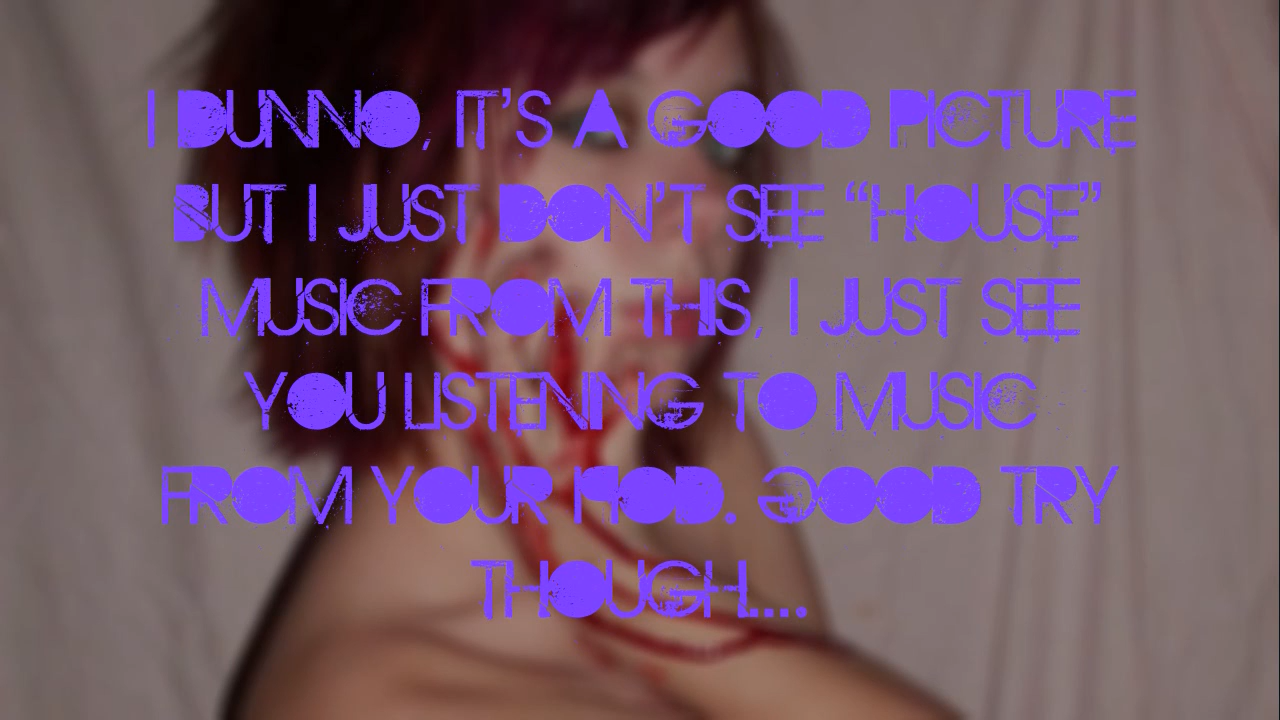 I DUNNO, IT'S A GOOD PICTURE
BUT I JUST DON'T SEE “HOUSE”
MUSIC FROM THIS, I JUST SEE
YOU LISTENING TO MUSIC
FROM YOUR IPOD. GOOD TRY
THOUGH....